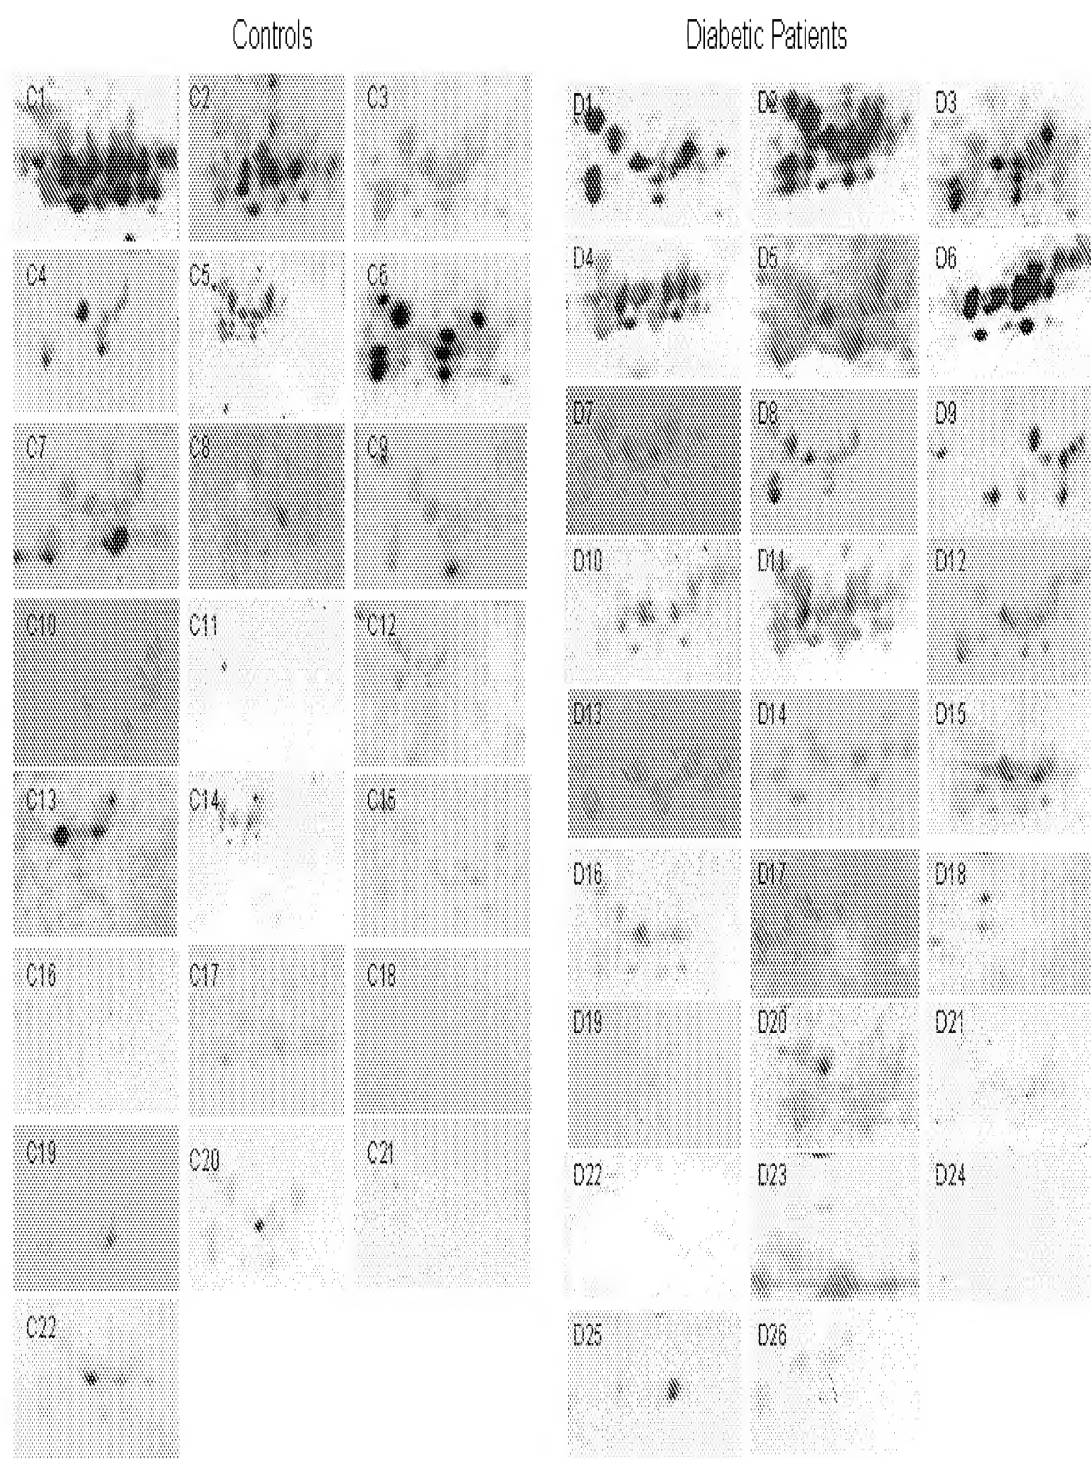 Controls
Diabetic Patients
C1
C2
C3
D1
D2
D3
C4
C5
C6
D4
D5
D6
C7
C8
C9
D7
D8
D9
C10
C11
C12
D10
D11
D12
C13
C14
C15
D13
D14
D15
C16
C17
C18
D16
D17
D18
C19
C20
C21
D19
D20
D21
C22
D22
D23
D24
D25
D26